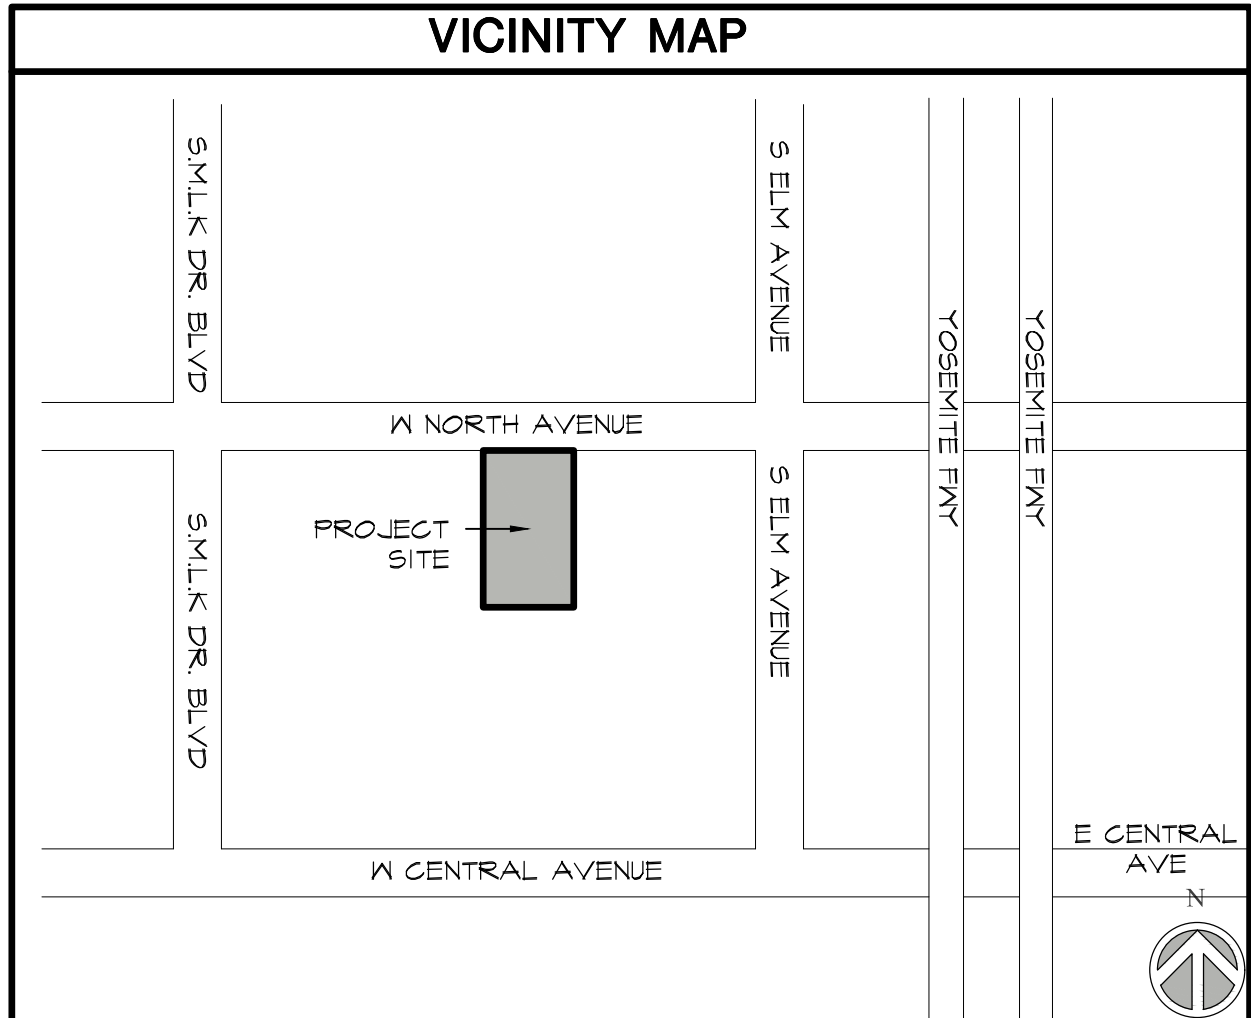 VICINITY MAP
S.M.L.K DR. BLVD
S ELM AVENUE
YOSEMITE FWY
YOSEMITE FWY
W NORTH AVENUE
PROJECT
SITE
S.M.L.K DR. BLVD
S ELM AVENUE
E CENTRAL
AVE
W CENTRAL AVENUE
N